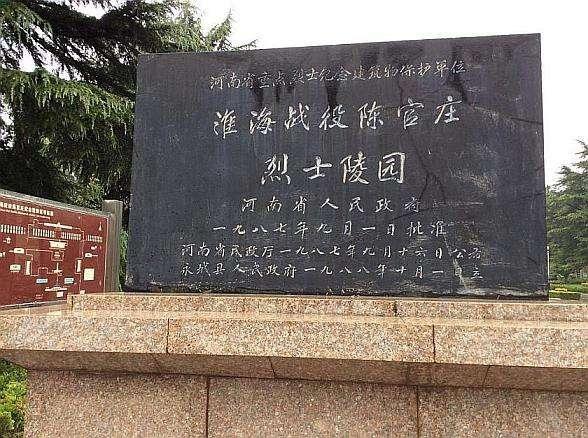 河南省重点烈士纪念建筑物保护单位
淮海战役陈官庄
烈士陵园
河南省人民政府
一九八七年九月一日批准
河南省民政厅一九八七年九月十六日公布
永城县人民政府一九八八年十月一 立